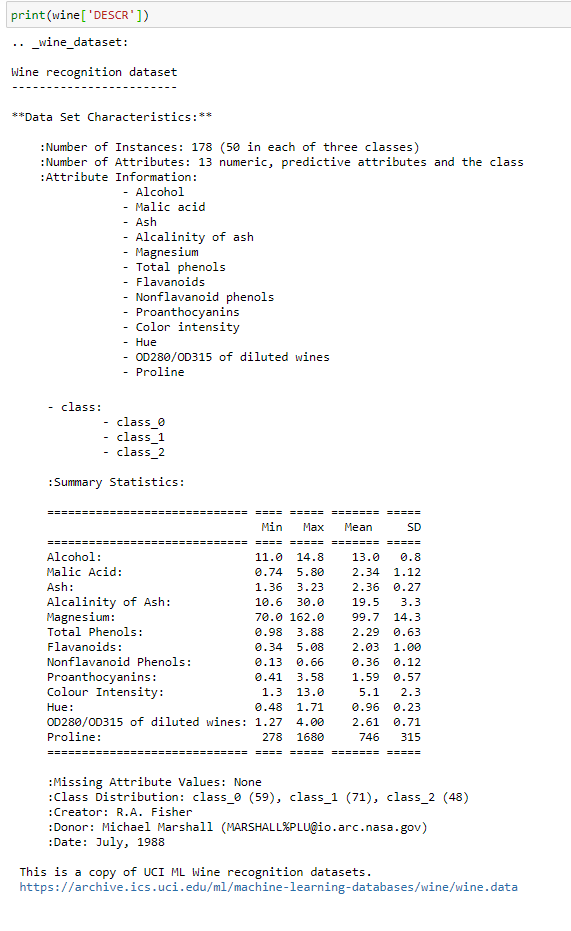 print(wine['DESCR'])
.. _wine_dataset:
Wine recognition dataset
------------------------
**Data Set Characteristics:**
:Number of Instances: 178 (50 in each of three classes)
:Number of Attributes: 13 numeric, predictive attributes and the class
:Attribute Information:
- Alcohol
- Malic acid
- Ash
- Alcalinity of ash
- Magnesium
- Total phenols
- Flavanoids
- Nonflavanoid phenols
- Proanthocyanins
- Color intensity
- Hue
- OD280/OD315 of diluted wines
- Proline
- class:
- class_0
- class_1
- class_2
:Summary Statistics:
============================= ==== ===== ======= =====
Min Max Mean SD
============================= ==== ===== ======= =====
Alcohol: 11.0 14.8 13.0 0.8
Malic Acid: 0.74 5.80 2.34 1.12
Ash: 1.36 3.23 2.36 0.27
Alcalinity of Ash: 10.6 30.0 19.5 3.3
Magnesium: 70.0 162.0 99.7 14.3
Total Phenols: 0.98 3.88 2.29 0.63
Flavanoids: 0.34 5.08 2.03 1.00
Nonflavanoid Phenols: 0.13 0.66 0.36 0.12
Proanthocyanins: 0.41 3.58 1.59 0.57
Colour Intensity: 1.3 13.0 5.1 2.3
Hue: 0.48 1.71 0.96 0.23
OD280/OD315 of diluted wines: 1.27 4.00 2.61 0.71
Proline: 278 1680 746 315
============================= ==== ===== ======= =====
:Missing Attribute Values: None
:Class Distribution: class_0 (59), class_1 (71), class_2 (48)
:Creator: R.A. Fisher
:Donor: Michael Marshall (MARSHALL%PLU@io.arc.nasa.gov)
:Date: July, 1988
This is a copy of UCI ML Wine recognition datasets.
https://archive.ics.uci.edu/ml/machine-learning-databases/wine/wine.data